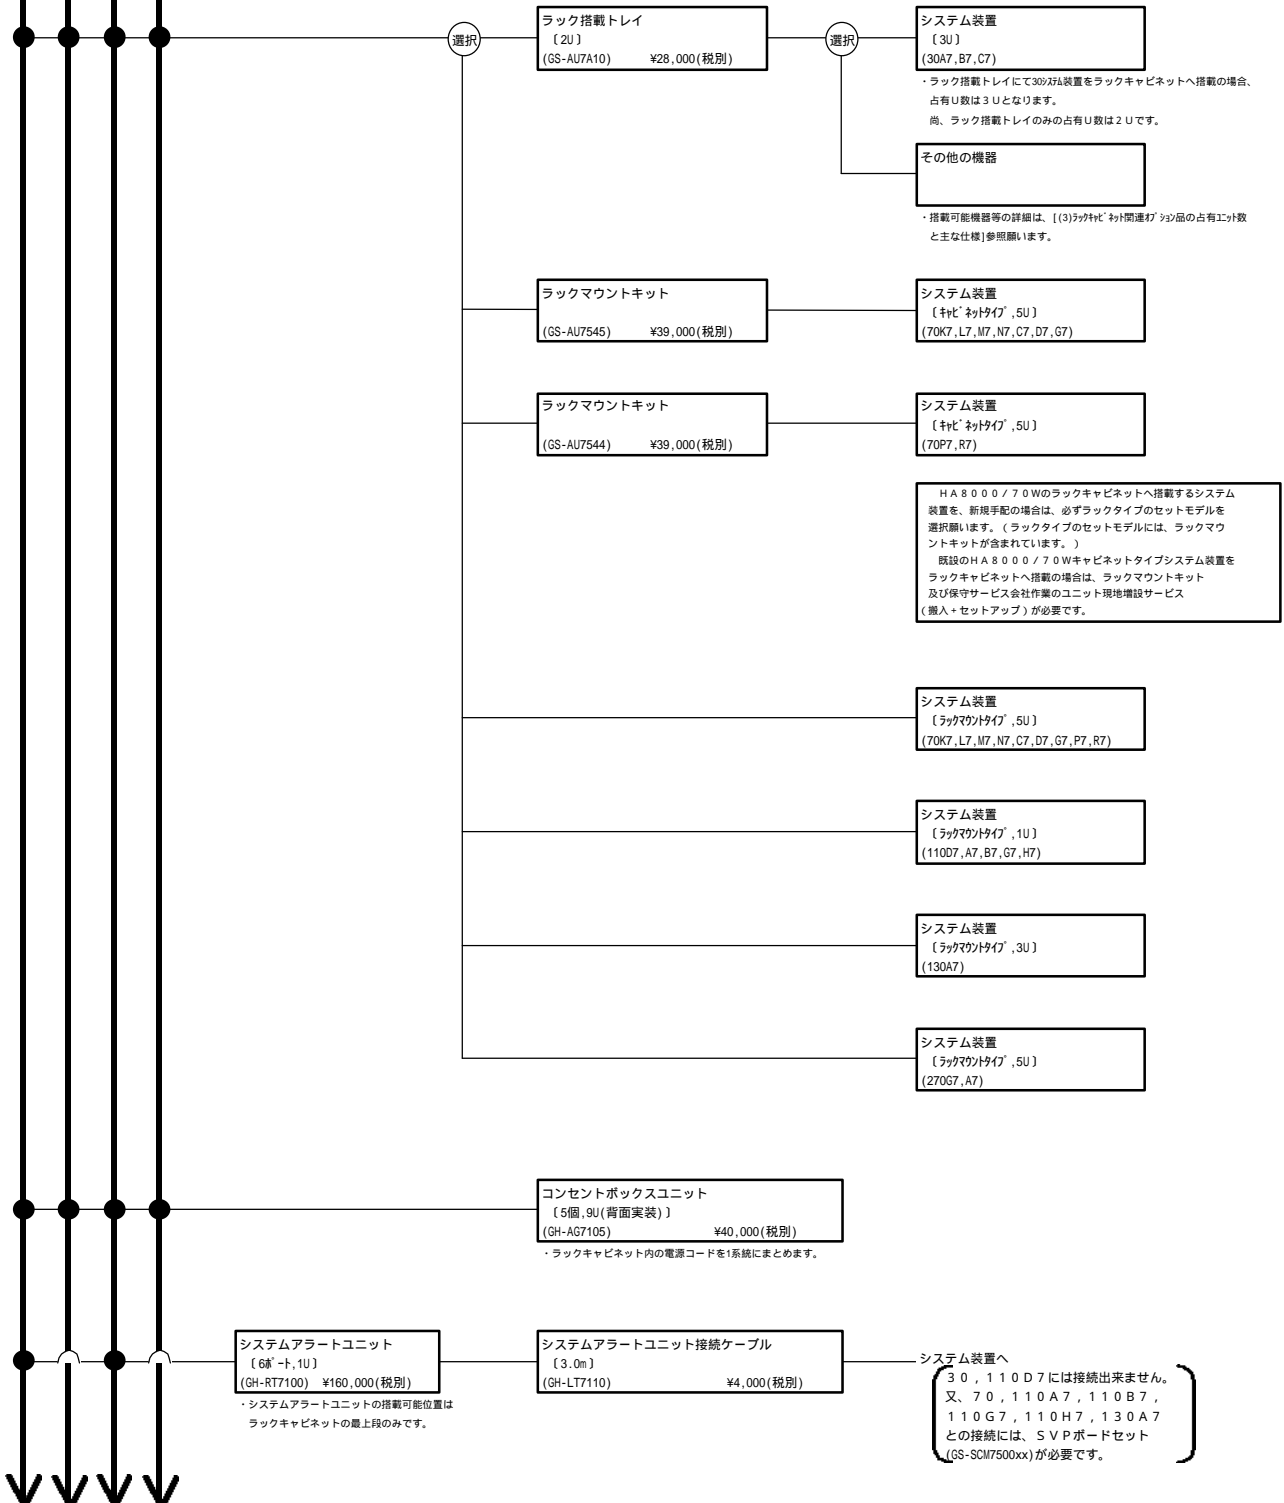 選択
ラック搭載トレイ
〔2U〕
(GS-AU7A10) ¥28,000(税別)
選択
システム装置
〔3U〕
(30A7,B7,C7)
・ラック搭載トレイにて30ｼｽﾃﾑ装置をラックキャビネットへ搭載の場合、
占有U数は3Uとなります。
尚、ラック搭載トレイのみの占有U数は2Uです。
その他の機器
・搭載可能機器等の詳細は、[(3)ﾗｯｸｷｬﾋﾞﾈｯﾄ関連ｵﾌﾟｼｮﾝ品の占有ﾕﾆｯﾄ数
と主な仕様]参照願います。
ラックマウントキット
(GS-AU7545) ¥39,000(税別)
システム装置
〔ｷｬﾋﾞﾈｯﾄﾀｲﾌﾟ,5U〕
(70K7,L7,M7,N7,C7,D7,G7)
ラックマウントキット
(GS-AU7544) ¥39,000(税別)
システム装置
〔ｷｬﾋﾞﾈｯﾄﾀｲﾌﾟ,5U〕
(70P7,R7)
HA8000/70Wのラックキャビネットへ搭載するシステム
装置を、新規手配の場合は、必ずラックタイプのセットモデルを
選択願います。(ラックタイプのセットモデルには、ラックマウ
ントキットが含まれています。)
既設のHA8000/70Wキャビネットタイプシステム装置を
ラックキャビネットへ搭載の場合は、ラックマウントキット
及び保守サービス会社作業のユニット現地増設サービス
(搬入+セットアップ)が必要です。
システム装置
〔ﾗｯｸﾏｳﾝﾄﾀｲﾌﾟ,5U〕
(70K7,L7,M7,N7,C7,D7,G7,P7,R7)
システム装置
〔ﾗｯｸﾏｳﾝﾄﾀｲﾌﾟ,1U〕
(110D7,A7,B7,G7,H7)
システム装置
〔ﾗｯｸﾏｳﾝﾄﾀｲﾌﾟ,3U〕
(130A7)
システム装置
〔ﾗｯｸﾏｳﾝﾄﾀｲﾌﾟ,5U〕
(270G7,A7)
コンセントボックスユニット
〔5個,9U(背面実装)〕
(GH-AG7105) ¥40,000(税別)
・ラックキャビネット内の電源コードを1系統にまとめます。
システムアラートユニット
〔6ﾎﾟｰﾄ,1U〕
(GH-RT7100) ¥160,000(税別)
・システムアラートユニットの搭載可能位置は
ラックキャビネットの最上段のみです。
システムアラートユニット接続ケーブル
〔3.0m〕
(GH-LT7110) ¥4,000(税別)
システム装置へ
30,110D7には接続出来ません。
又、70,110A7,110B7,
110G7,110H7,130A7
との接続には、SVPボードセット
(GS-SCM7500xx)が必要です。